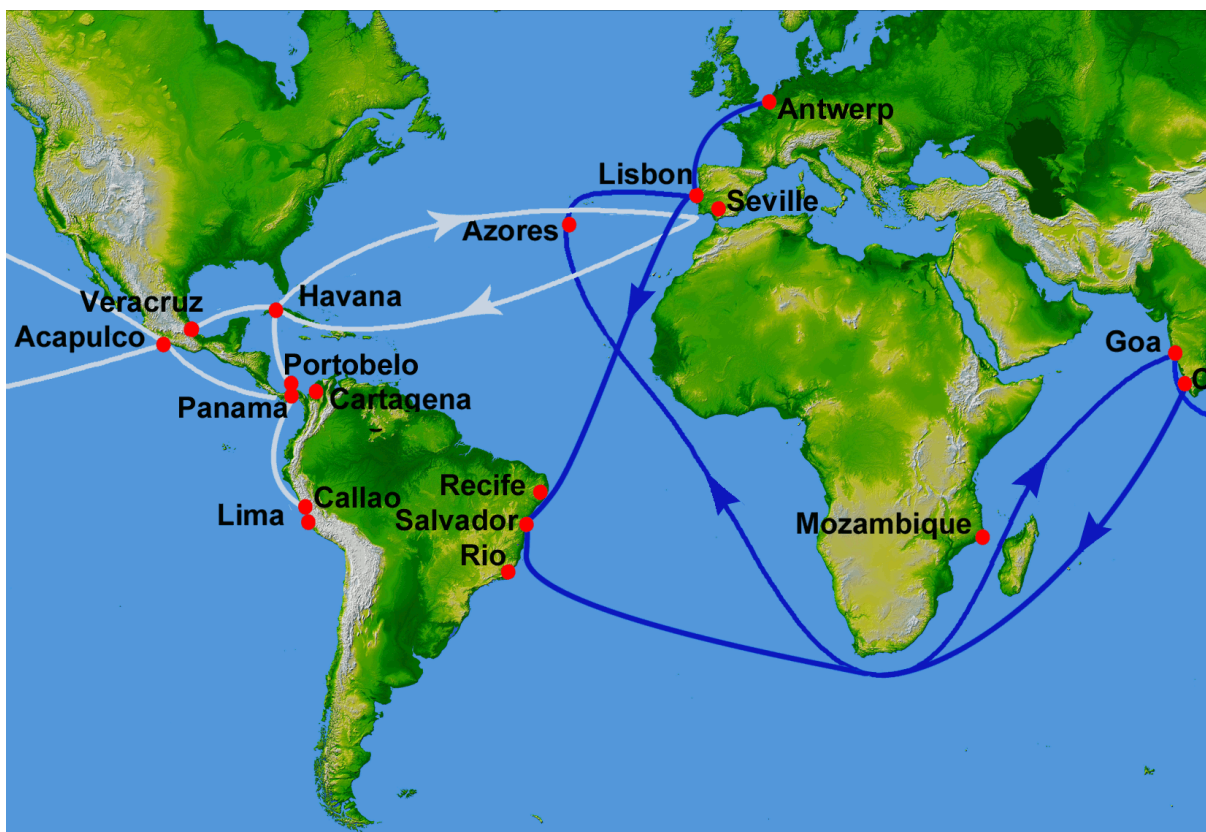 Antwerp
Lisbon
Seville
Azores
Havana
Veracruz
Acapulco
Goa
Portobelo
Panama
Cartagena
C
Recife
Callao
Lima
Salvador
Mozambique
Rio